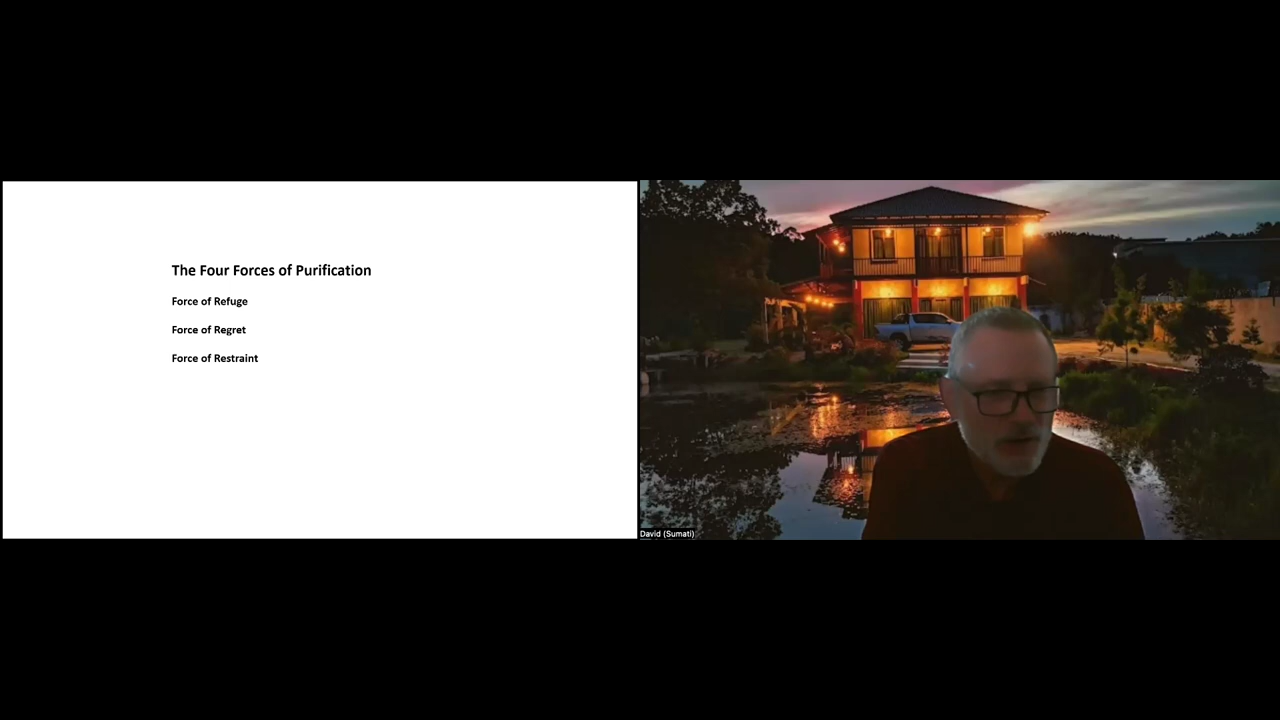 The Four Forces of Purification
Force of Refuge
Force of Regret
Force of Restraint
David (Sumati)